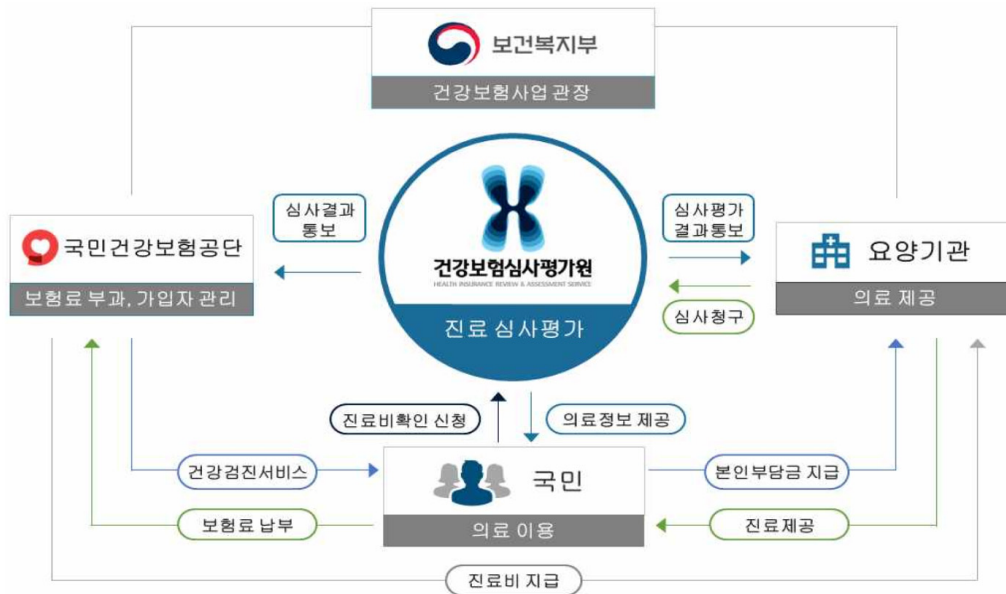 보건복지부
건강보험사업 관장
심사결과
통보
심사평가
결과통보
국민건강보험공단
보험료 부과, 가입자 관리
건강보험심사평가원
HEALTH INSURANCE REVIEW & ASSESSMENT SERVICE
진료 심사평가
요양기관
의료 제공
심사청구
진료비확인 신청
의료정보 제공
건강검진서비스
국민
본인부담금 지급
보험료 납부
의료 이용
진료제공
진료비 지급